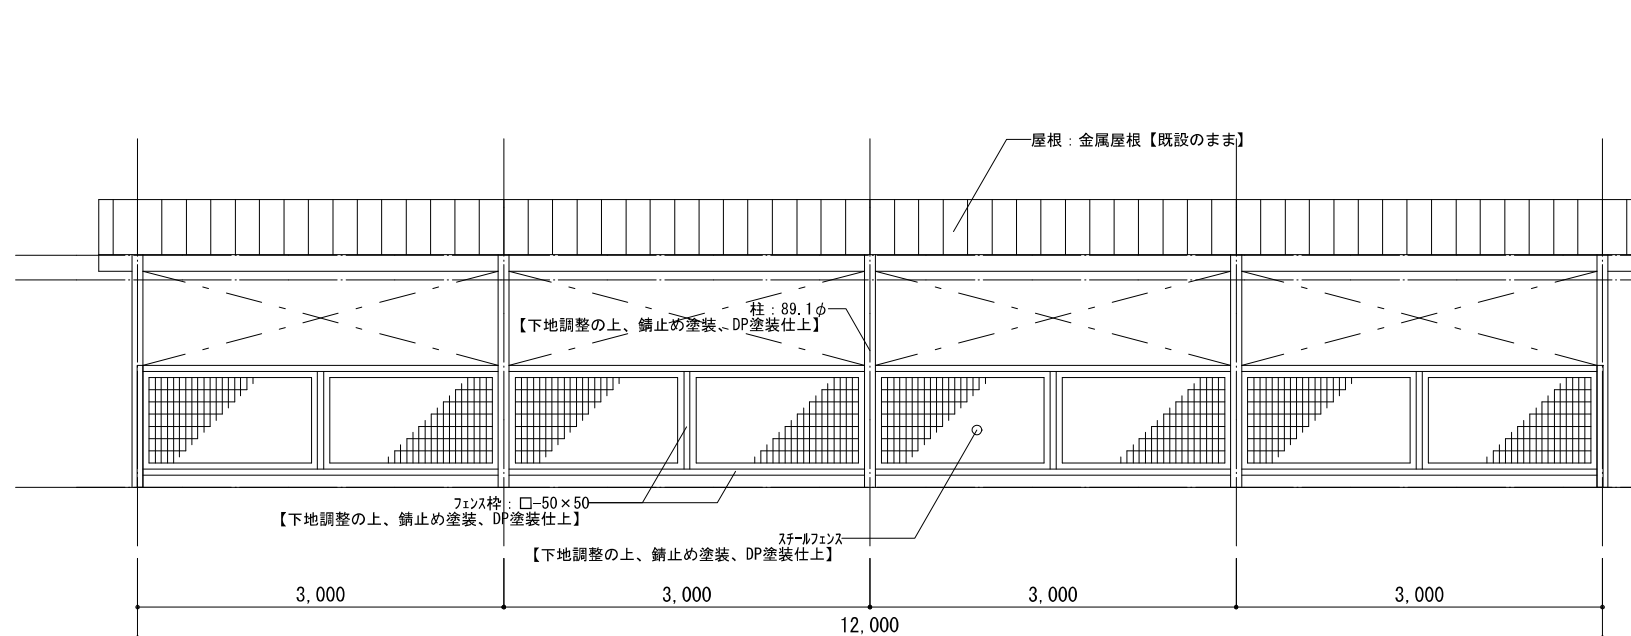 屋根：金属屋根【既設のまま】
柱：89.1φ
【下地調整の上、錆止め塗装、DP塗装仕上】
ﾌｪﾝｽ枠：□-50×50
【下地調整の上、錆止め塗装、DP塗装仕上】
ｽﾁｰﾙﾌｪﾝｽ
【下地調整の上、錆止め塗装、DP塗装仕上】
3,000 3,000 3,000 3,000
12,000